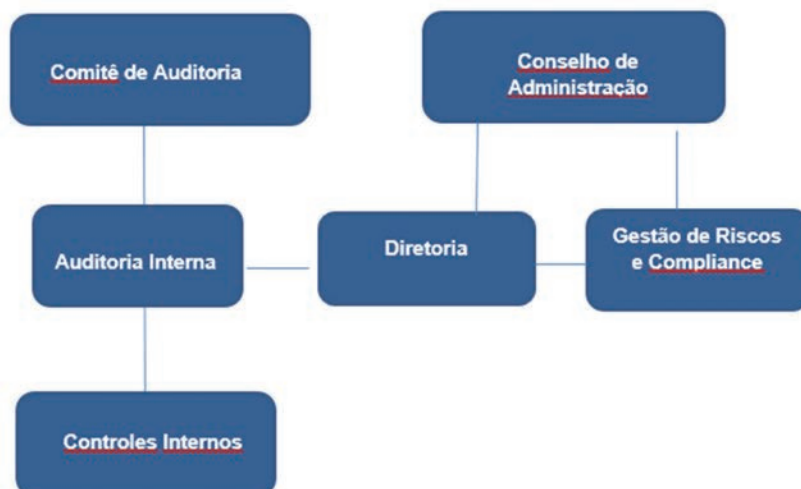 Comitê de Auditoria
Conselho de
Administração
Auditoria Interna
Diretoria
Gestão de Riscos
e Compliance
Controles Internos